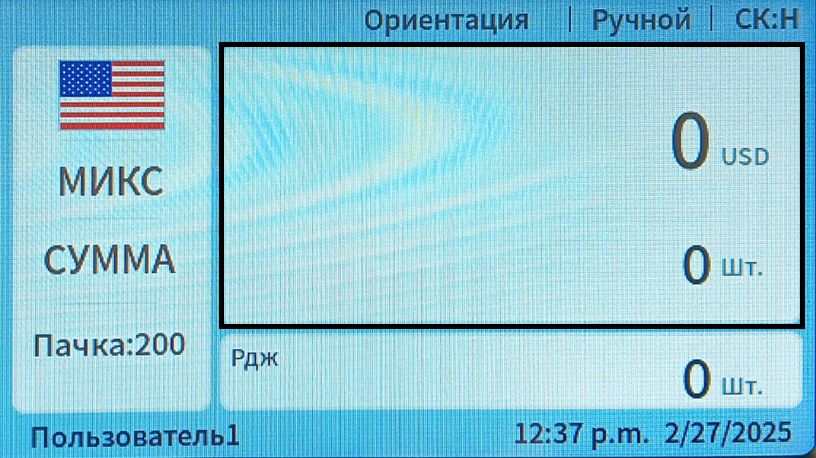 Ориентация | Ручной | СК:Н
МИКС
0 USD
СУММА
0 Шт.
Пачка:200
Рдж
0 Шт.
Пользователь1 12:37 p.m. 2/27/2025